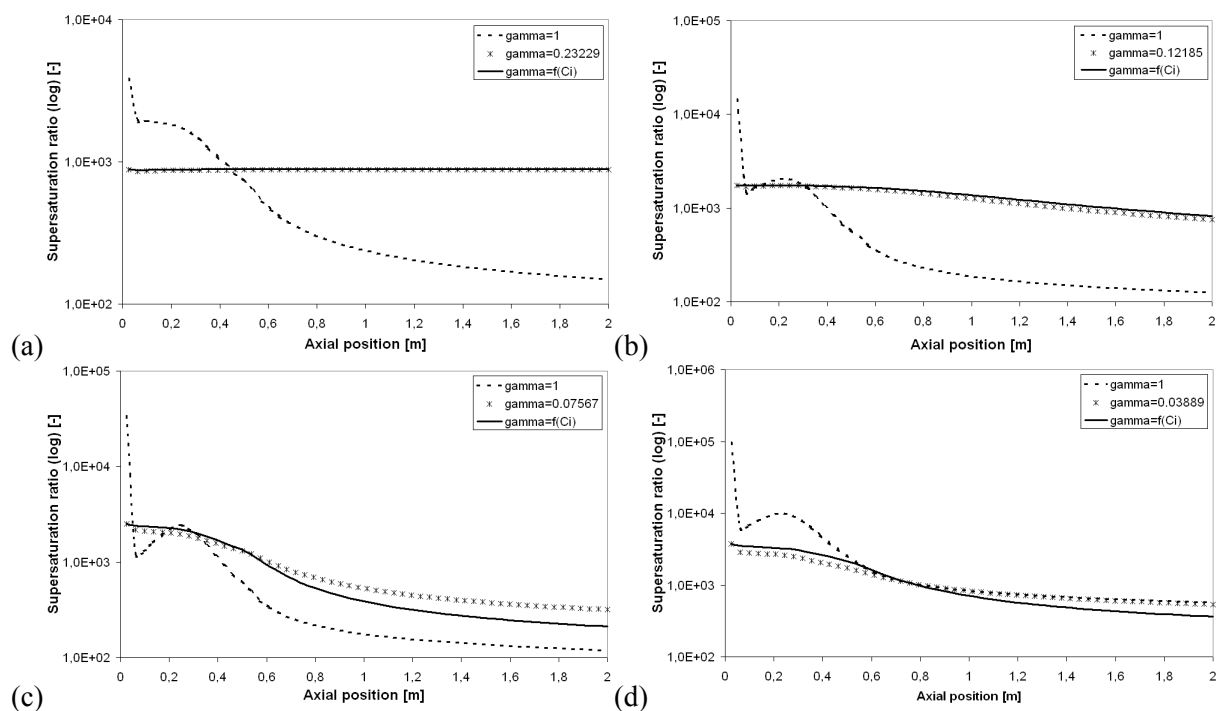 1,0E+04
1,0E+03
1,0E+02
Supersaturation ratio (log) [-]
gamma=1
gamma=0.23229
gamma=f(Ci)
0 0,2 0,4 0,6 0,8 1 1,2 1,4 1,6 1,8 2
Axial position [m]
(a)
1,0E+05
1,0E+04
1,0E+03
1,0E+02
Supersaturation ratio (log) [-]
gamma=1
gamma=0.12185
gamma=f(Ci)
0 0,2 0,4 0,6 0,8 1 1,2 1,4 1,6 1,8 2
Axial position [m]
(b)
1,0E+05
1,0E+04
1,0E+03
1,0E+02
Supersaturation ratio (log) [-]
gamma=1
gamma=0.07567
gamma=f(Ci)
0 0,2 0,4 0,6 0,8 1 1,2 1,4 1,6 1,8 2
Axial position [m]
(c)
1,0E+06
1,0E+05
1,0E+04
1,0E+03
1,0E+02
Supersaturation ratio (log) [-]
gamma=1
gamma=0.03889
gamma=f(Ci)
0 0,2 0,4 0,6 0,8 1 1,2 1,4 1,6 1,8 2
Axial position [m]
(d)